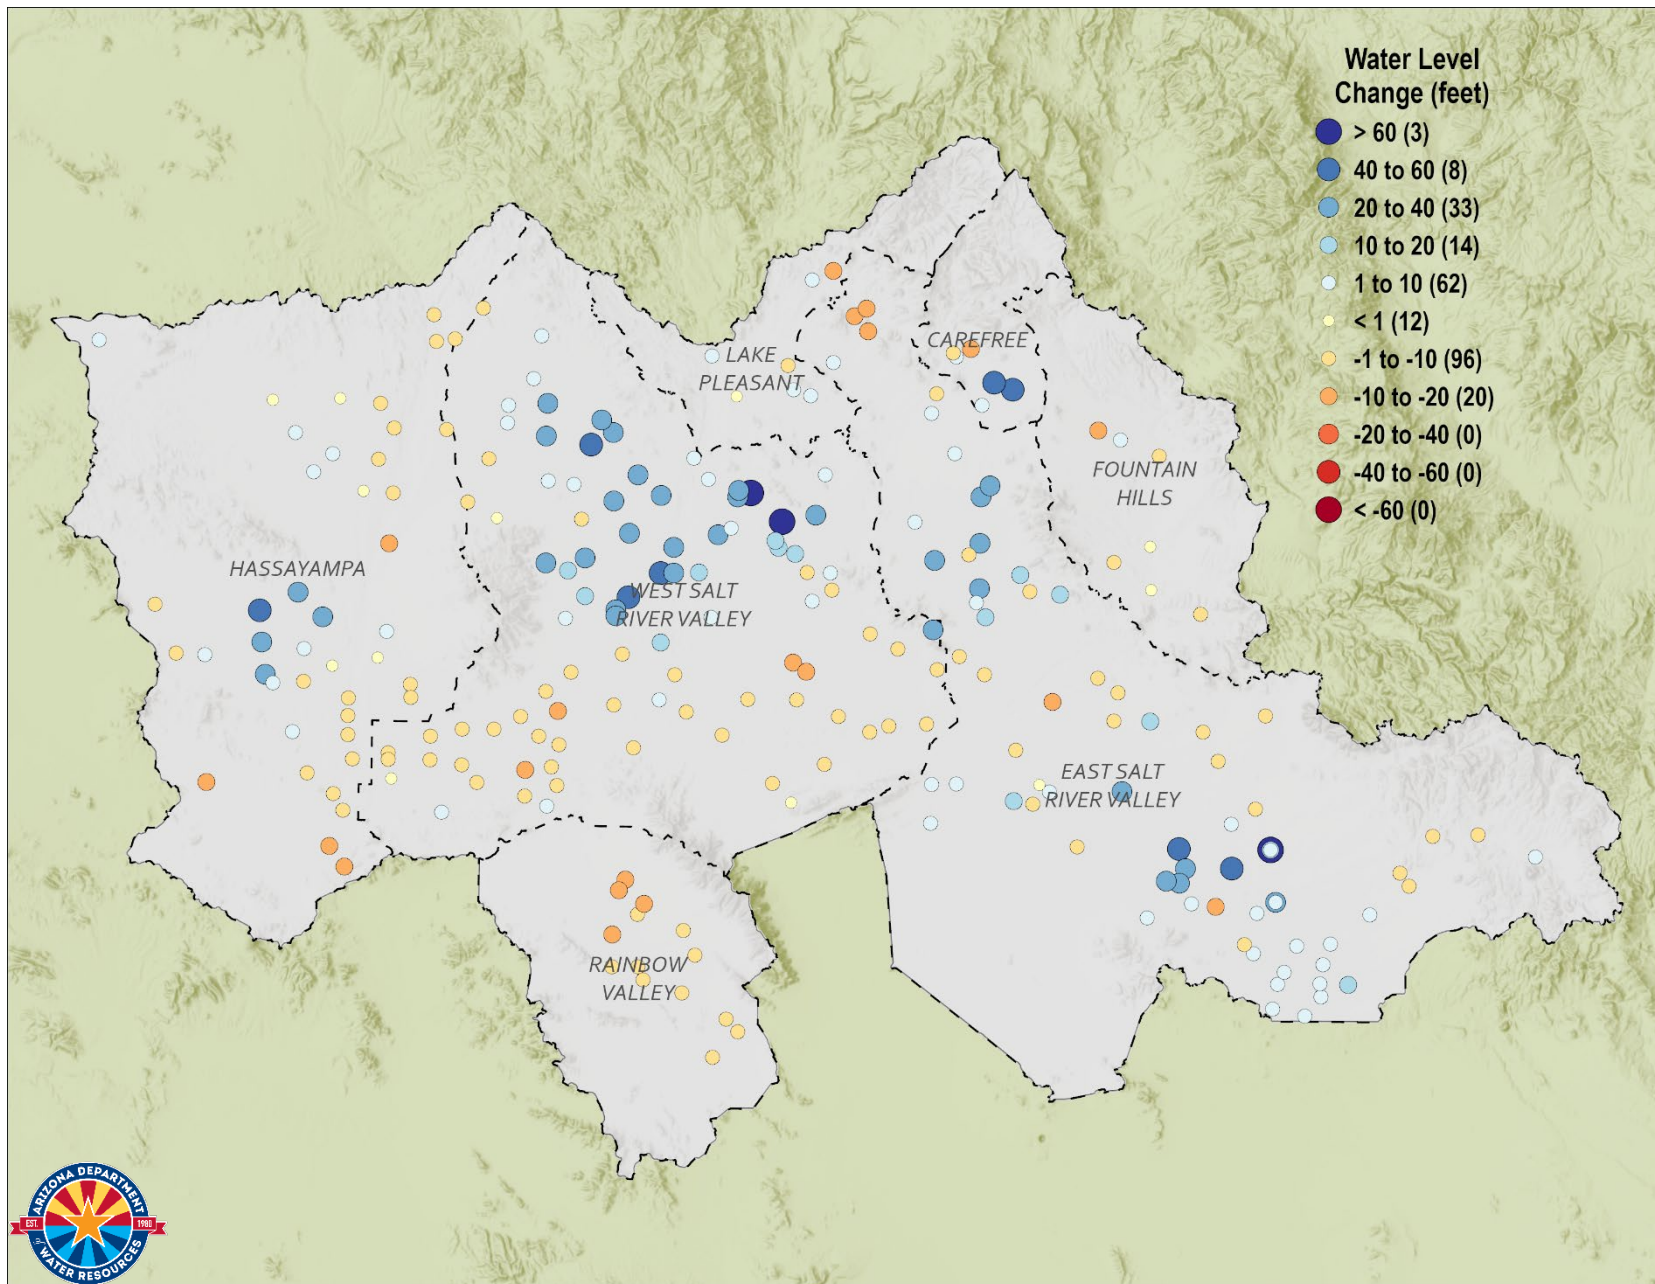 Water Level
Change (feet)
> 60 (3)
40 to 60 (8)
20 to 40 (33)
10 to 20 (14)
1 to 10 (62)
< 1 (12)
-1 to -10 (96)
-10 to -20 (20)
-20 to -40 (0)
-40 to -60 (0)
< -60 (0)
CAREFREE
LAKE
PLEASANT
FOUNTAIN
HILLS
HASSAYAMPA
WEST SALT
RIVER VALLEY
EAST SALT
RIVER VALLEY
RAINBOW
VALLEY
ARIZONA DEPARTMENT
EST. 1980
of WATER RESOURCES